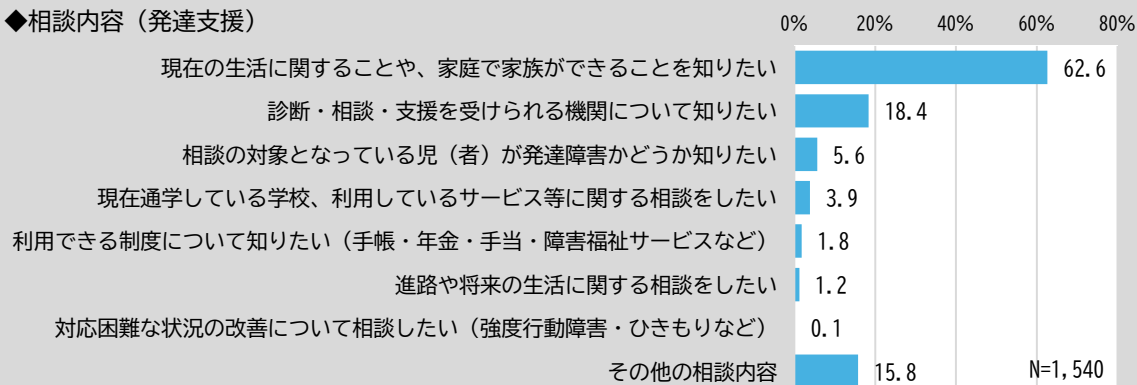 ◆相談内容（発達支援）
0% 20% 40% 60% 80%
現在の生活に関することや、家庭で家族ができることを知りたい 62.6
診断・相談・支援を受けられる機関について知りたい 18.4
相談の対象となっている児（者）が発達障害かどうか知りたい 5.6
現在通学している学校、利用しているサービス等に関する相談をしたい 3.9
利用できる制度について知りたい（手帳・年金・手当・障害福祉サービスなど） 1.8
進路や将来の生活に関する相談をしたい 1.2
対応困難な状況の改善について相談したい（強度行動障害・ひきもりなど） 0.1
その他の相談内容 15.8 N=1,540